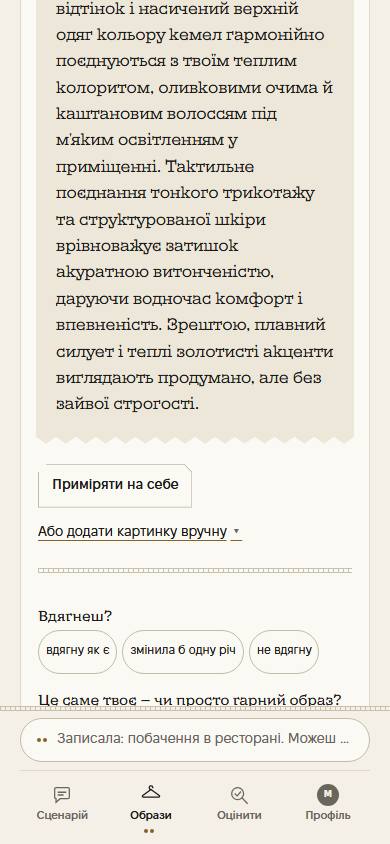 відтінок і насичений верхній
одяг кольору кемел гармонійно
поєднуються з твоїм теплим
колоритом, оливковими очима й
каштановим волоссям під
м'яким освітленням у
приміщенні. Тактильне
поєднання тонкого трикотажу
та структурованої шкіри
врівноважує затишок
акуратною витонченістю,
даруючи водночас комфорт і
впевненість. Зрештою, плавний
силует і теплі золотисті акценти
виглядають продумано, але без
зайвої строгості.
Приміряти на себе
Або додати картинку вручну
Вдягнеш?
вдягну як є змінила б одну річ не вдягну
Це саме твоє — чи просто гарний образ?
Записала: побачення в ресторані. Можеш ...
M
Сценарій Образи Оцінити Профіль